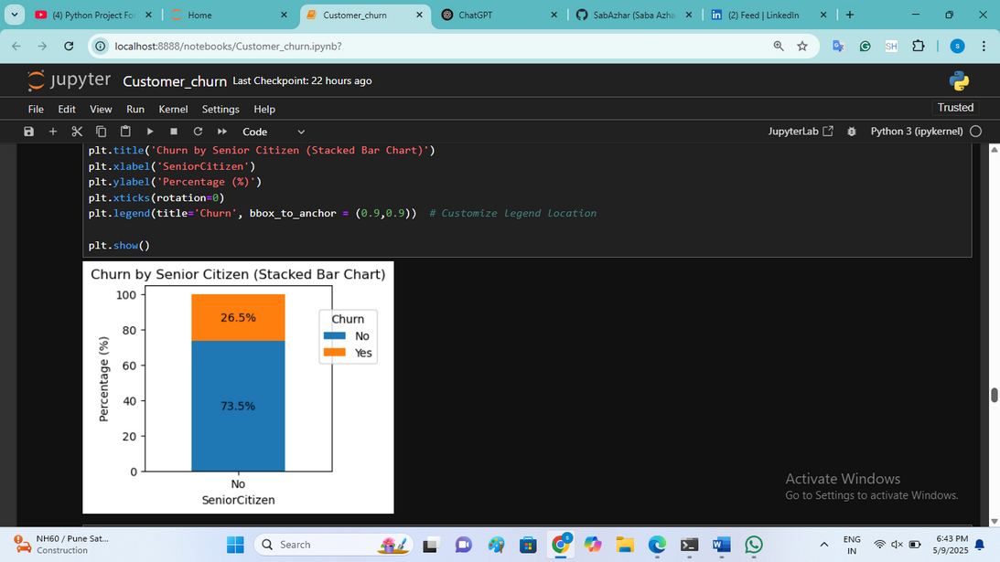 (4) Python Project Fo
Home
Customer_churn
ChatGPT
SabAzhar (Saba Azha
(2) Feed | LinkedIn
localhost:8888/notebooks/Customer_churn.ipynb?
SH
S
jupyter
Customer_churn Last Checkpoint: 22 hours ago
File Edit View Run Kernel Settings Help
Trusted
Code
JupyterLab
Python 3 (ipykernel)
plt.title('Churn by Senior Citizen (Stacked Bar Chart)')
plt.xlabel('SeniorCitizen')
plt.ylabel('Percentage (%)')
plt.xticks(rotation=0)
plt.legend(title='Churn', bbox_to_anchor = (0.9,0.9))  # Customize legend location
plt.show()
Churn by Senior Citizen (Stacked Bar Chart)
100
80
60
40
20
0
Percentage (%)
26.5%
73.5%
Churn
No
Yes
No
SeniorCitizen
Activate Windows
Go to Settings to activate Windows.
NH60 / Pune Sat...
Construction
Search
S
ENG
IN
6:43 PM
5/9/2025